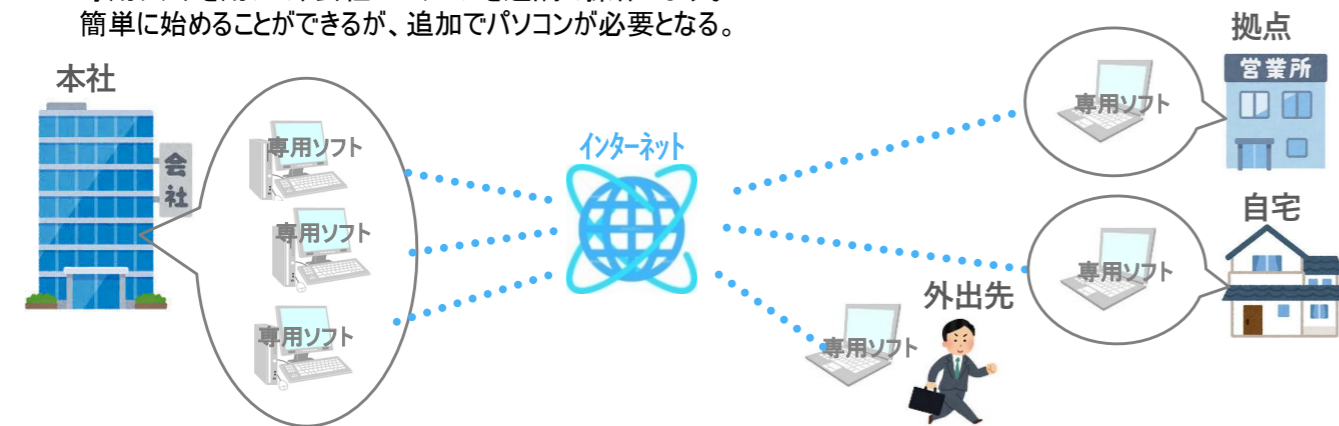 簡単に始めることができるが、追加でパソコンが必要となる。
本社
会社
専用ソフト
専用ソフト
専用ソフト
インターネット
拠点
営業所
専用ソフト
自宅
専用ソフト
外出先
専用ソフト